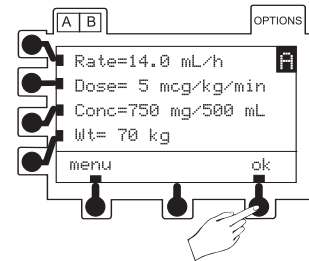 A B
OPTIONS
A
Rate=14.0 mL/h
Dose= 5 mcg/kg/min
Conc=750 mg/500 mL
Wt= 70 kg
menu ok